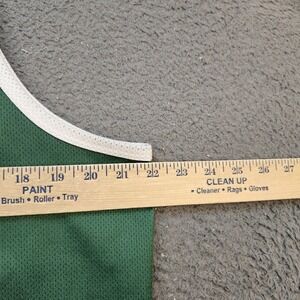 18 19 20 21 22 23 24 25 26 27
PAINT
Brush • Roller • Tray
CLEAN UP
• Cleaner • Rags • Gloves